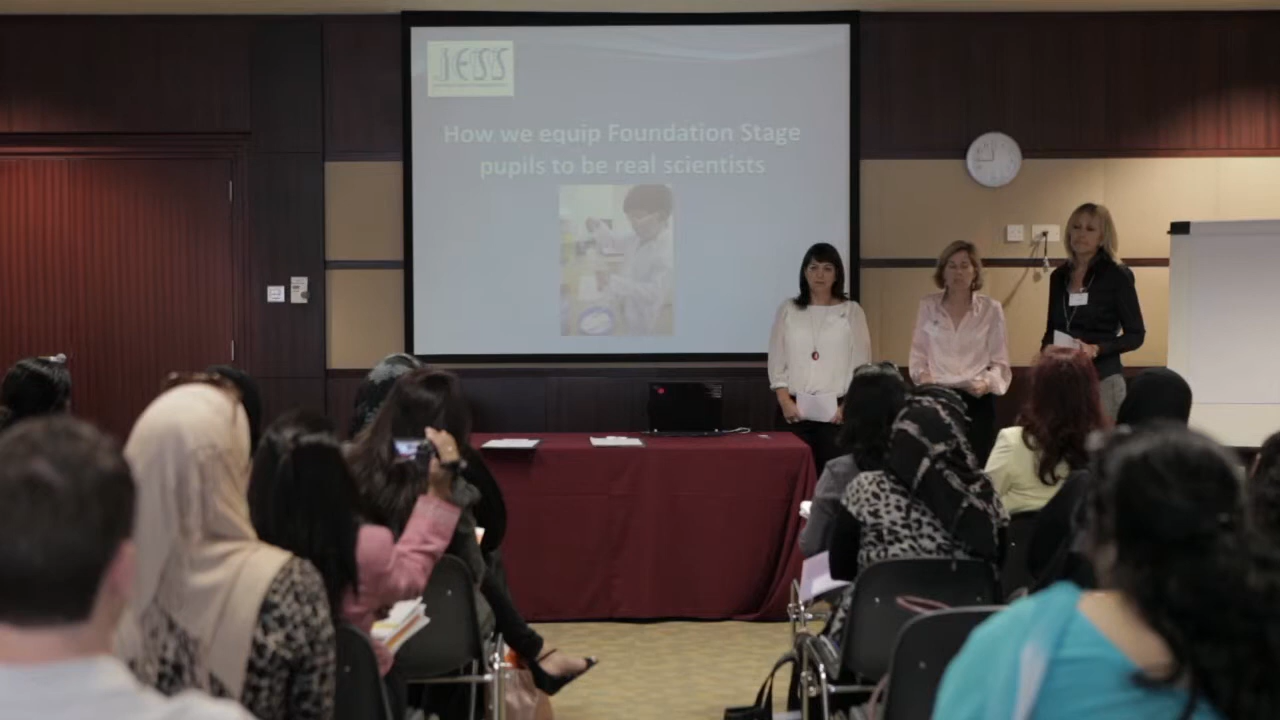 JESS
How we equip Foundation Stage
pupils to be real scientists